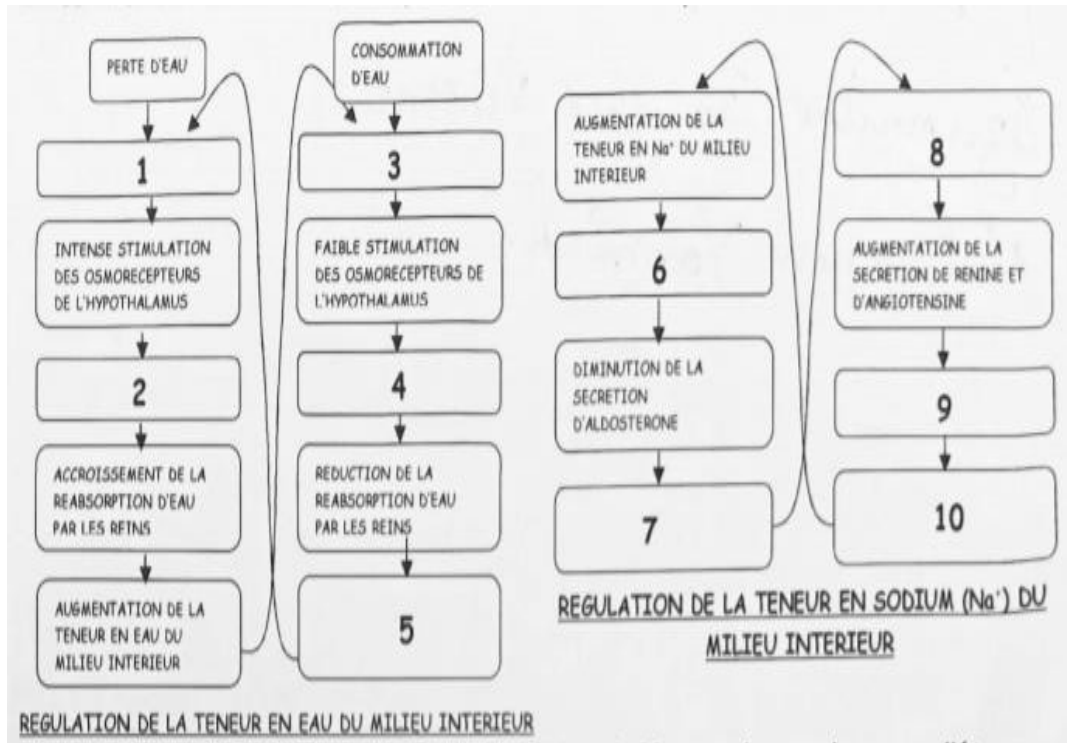 PERTE D'EAU
1
INTENSE STIMULATION
DES OSMORECEPTEURS
DE L'HYPOTHALAMUS
2
ACCROISSEMENT DE LA
REABSORPTION D'EAU
PAR LES REINS
AUGMENTATION DE LA
TENEUR EN EAU DU
MILIEU INTERIEUR
CONSOMMATION
D'EAU
3
FAIBLE STIMULATION
DES OSMORECEPTEURS DE
L'HYPOTHALAMUS
4
REDUCTION DE LA
REABSORPTION D'EAU
PAR LES REINS
5
REGULATION DE LA TENEUR EN EAU DU MILIEU INTERIEUR
AUGMENTATION DE LA
TENEUR EN Na⁺ DU MILIEU
INTERIEUR
6
DIMINUTION DE LA
SECRETION
D'ALDOSTERONE
7
8
AUGMENTATION DE LA
SECRETION DE RENINE ET
D'ANGIOTENSINE
9
10
REGULATION DE LA TENEUR EN SODIUM (Na⁺) DU
MILIEU INTERIEUR